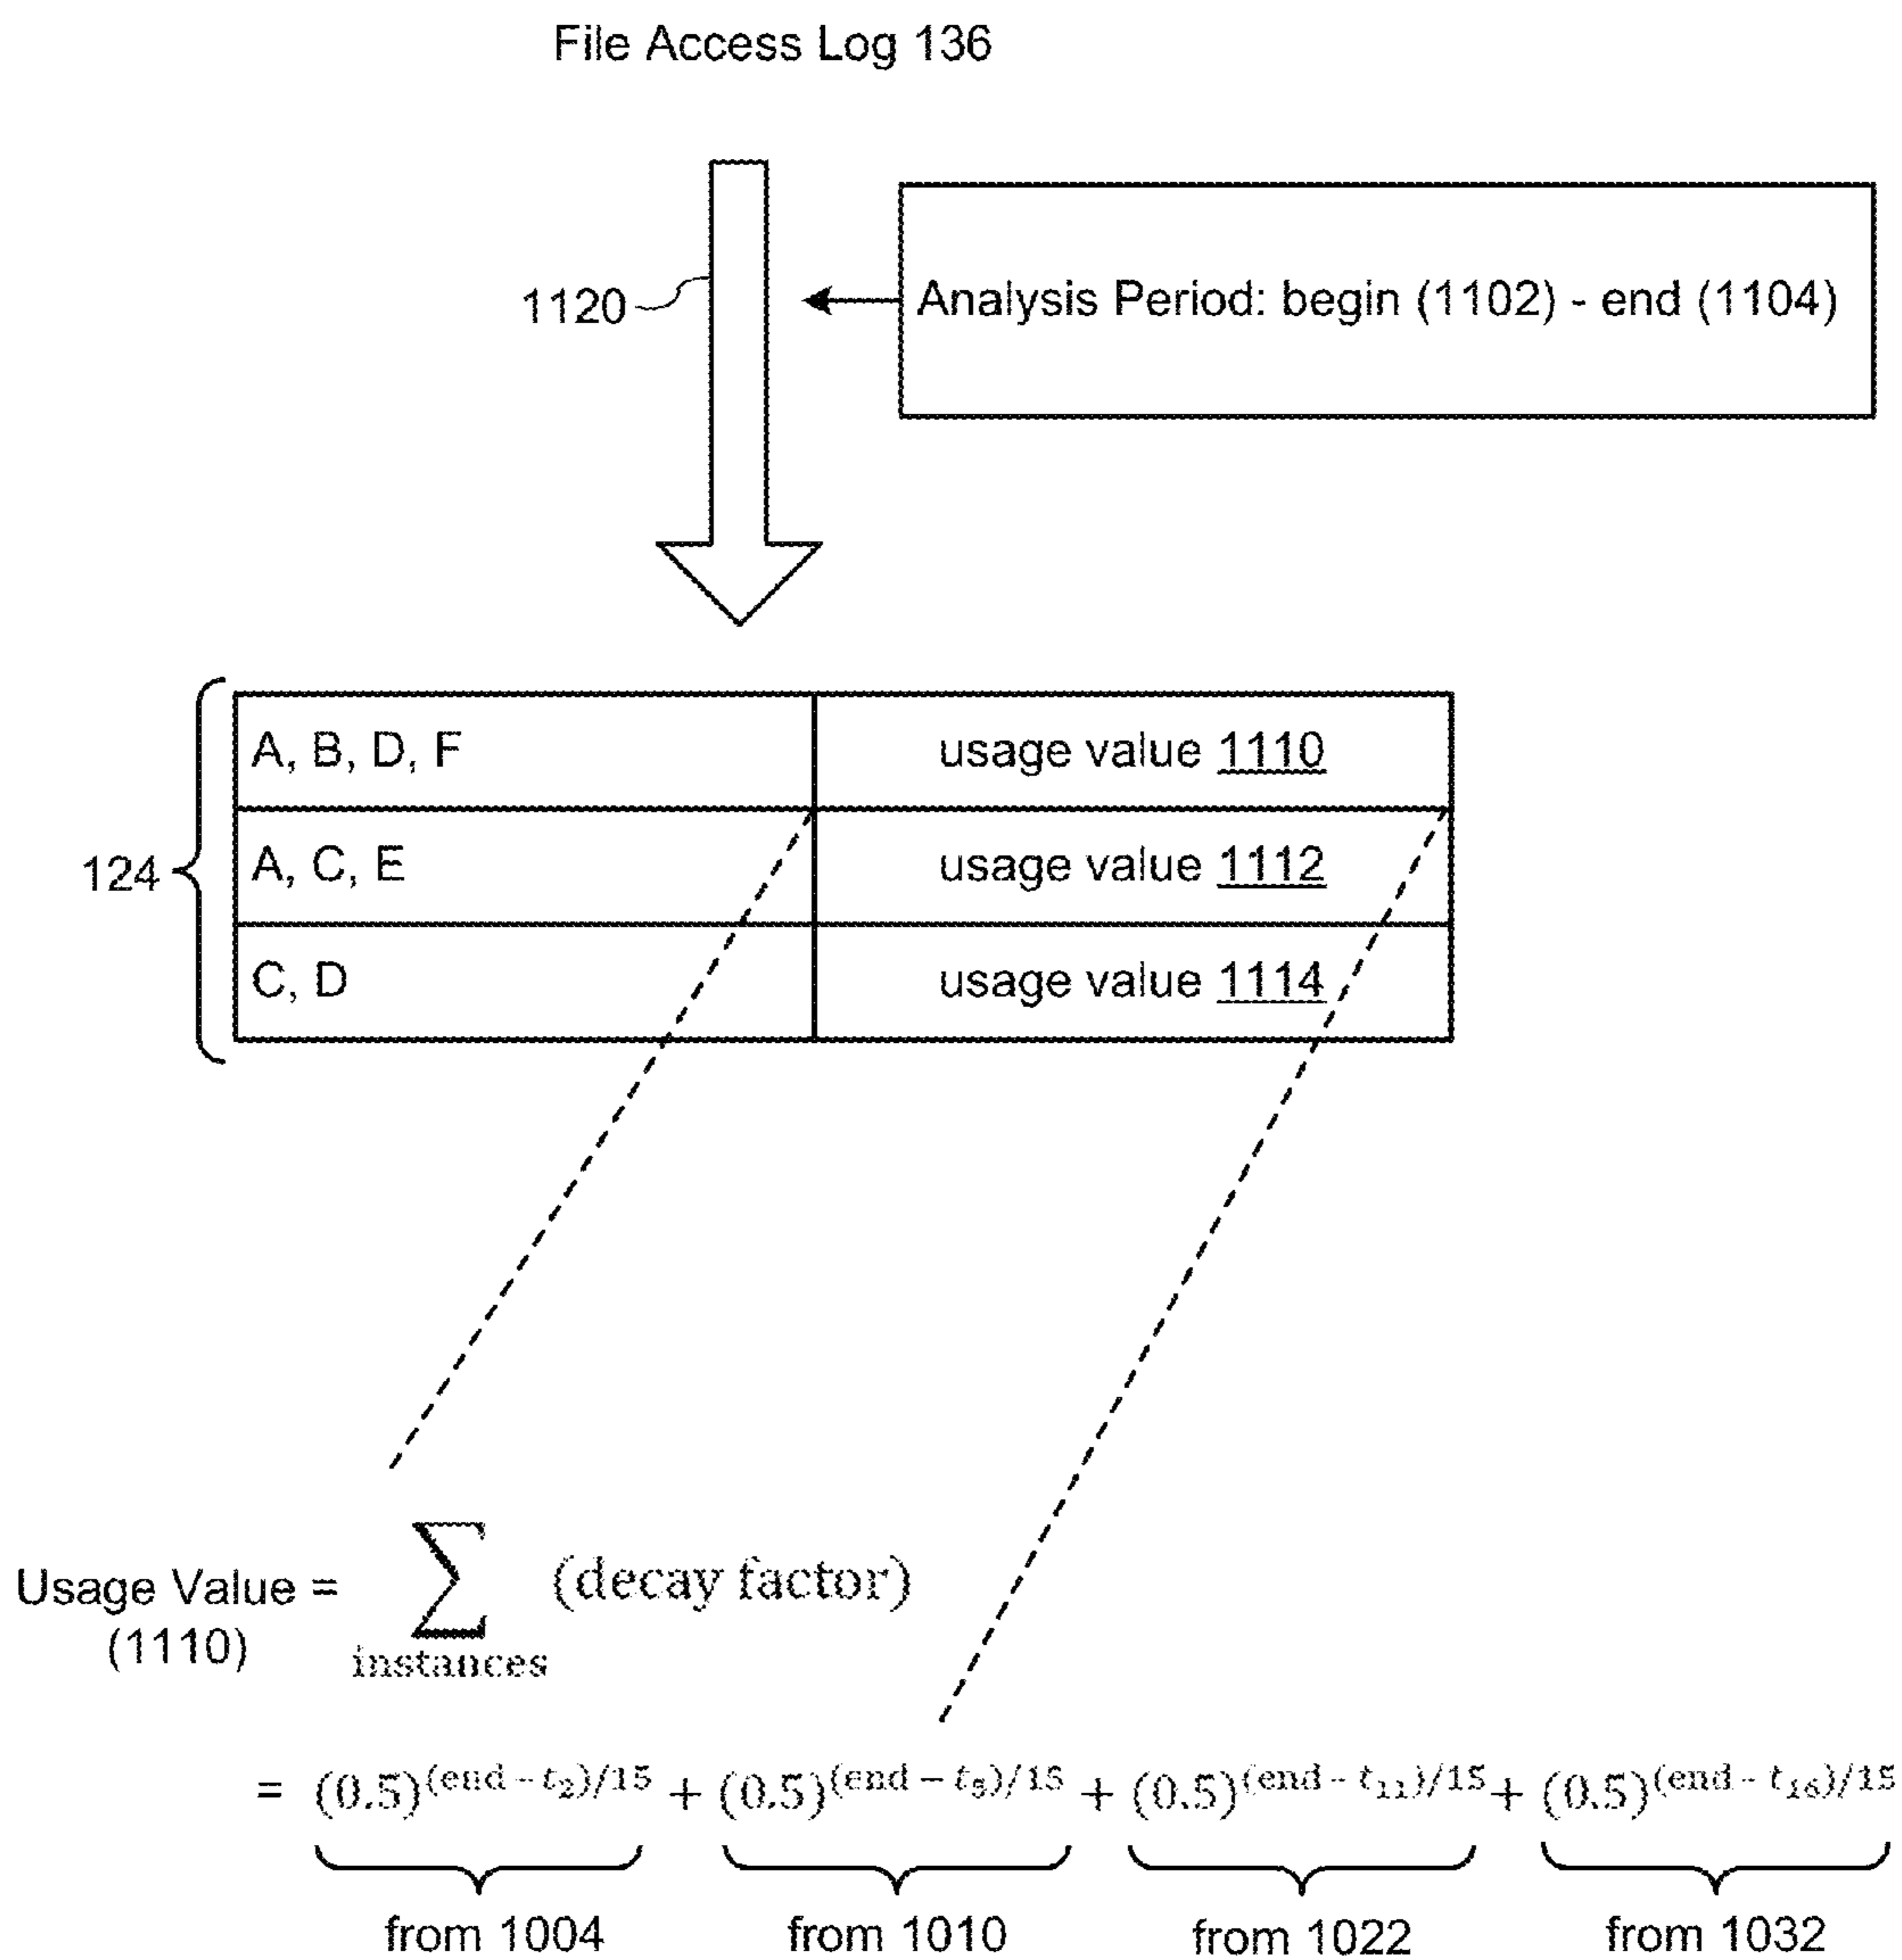 File Access Log 136
1120
Analysis Period: begin (1102) - end (1104)
124
A, B, D, F
usage value 1110
A, C, E
usage value 1112
C, D
usage value 1114
Usage Value = ∑ (decay factor)
(1110)
instances
= (0.5)^(end - t₂)/15 + (0.5)^(end - t₅)/15 + (0.5)^(end - t₁₁)/15 + (0.5)^(end - t₁₆)/15
from 1004
from 1010
from 1022
from 1032